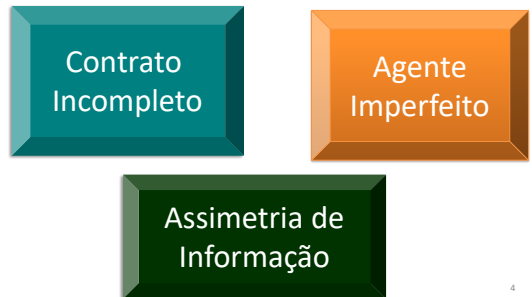 Contrato
Incompleto
Agente
Imperfeito
Assimetria de
Informação
4